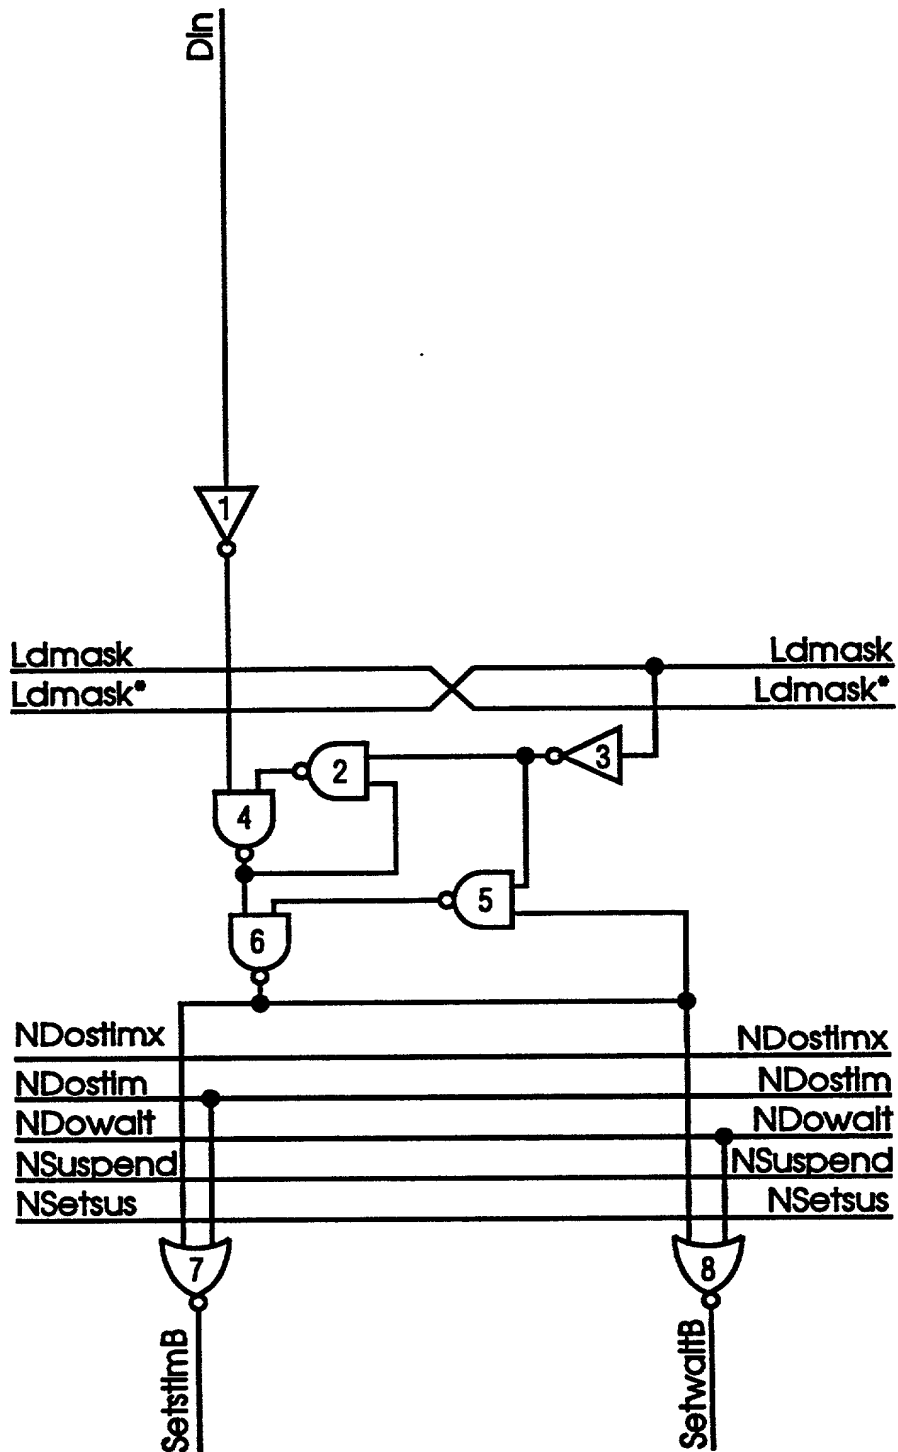 Din
1
Ldmask Ldmask
Ldmask* Ldmask*
3
2
4
5
6
NDostimx NDostimx
NDostim NDostim
NDowait NDowait
NSuspend NSuspend
NSetsus NSetsus
7 8
SetstimB SetwaitB